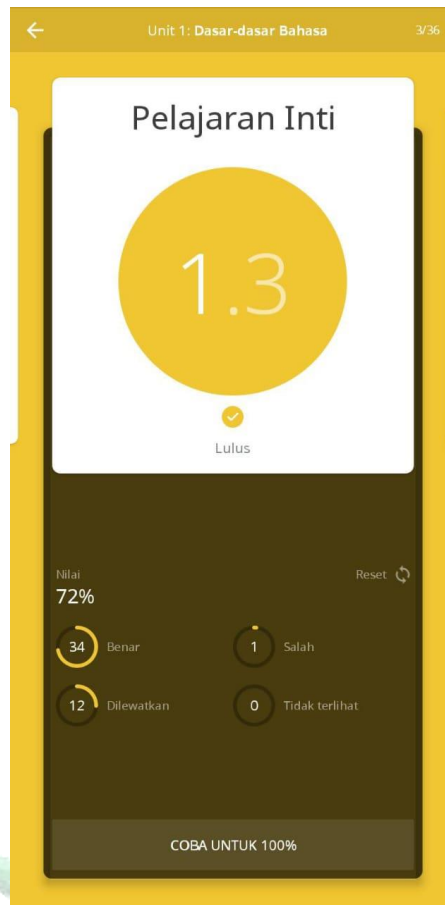 Unit 1: Dasar-dasar Bahasa 3/36
Pelajaran Inti
1.3
Lulus
Nilai Reset
72%
34 Benar 1 Salah
12 Dilewatkan 0 Tidak terlihat
COBA UNTUK 100%